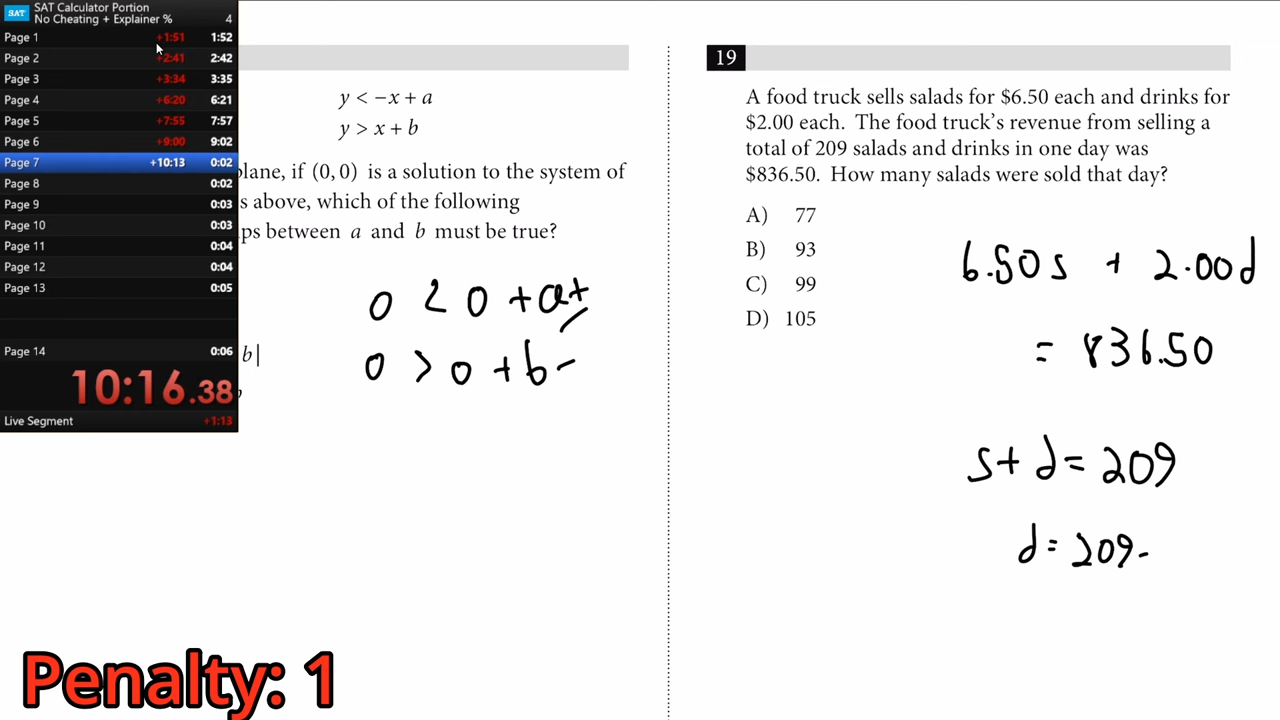 SAT
SAT Calculator Portion
No Cheating + Explainer %
4
Page 1 +1:51 1:52
Page 2 +2:41 2:42
Page 3 +3:34 3:35
Page 4 +6:20 6:21
Page 5 +7:55 7:57
Page 6 +9:00 9:02
Page 7 +10:13 0:02
Page 8 0:02
Page 9 0:03
Page 10 0:03
Page 11 0:04
Page 12 0:04
Page 13 0:05
Page 14 0:06
10:16.38
Live Segment +1:13
y < −x + a
y > x + b
plane, if (0, 0) is a solution to the system of
s above, which of the following
ps between a and b must be true?
b|
0 < 0 + a+
0 > 0 + b-
19
A food truck sells salads for $6.50 each and drinks for
$2.00 each. The food truck's revenue from selling a
total of 209 salads and drinks in one day was
$836.50. How many salads were sold that day?
A) 77
B) 93
C) 99
D) 105
6.50s + 2.00d
= 836.50
s + d = 209
d = 209-
Penalty: 1